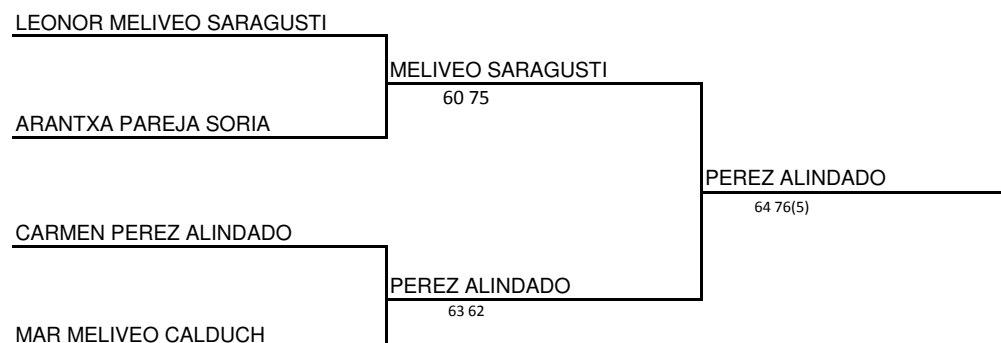 LEONOR MELIVEO SARAGUSTI
MELIVEO SARAGUSTI
60 75
ARANTXA PAREJA SORIA
PEREZ ALINDADO
64 76(5)
CARMEN PEREZ ALINDADO
PEREZ ALINDADO
63 62
MAR MELIVEO CALDUCH